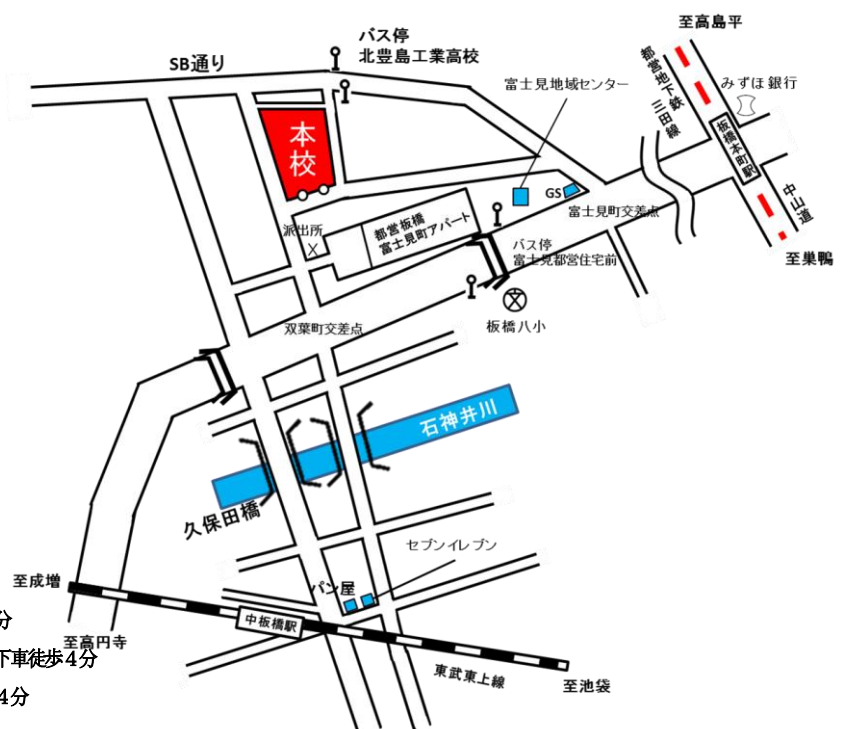 バス停
北豊島工業高校
SB通り
至高島平
都営地下鉄
三田線
みずほ銀行
富士見地域センター
本校
板橋本町駅
GS
中山道
富士見町交差点
派出所
都営板橋
富士見町アパート
バス停
富士見都営住宅前
至巣鴨
文
板橋八小
双葉町交差点
石神井川
久保田橋
セブンイレブン
パン屋
至成増
分
中板橋駅
至高円寺
下車徒歩4分
東武東上線
至池袋
4分